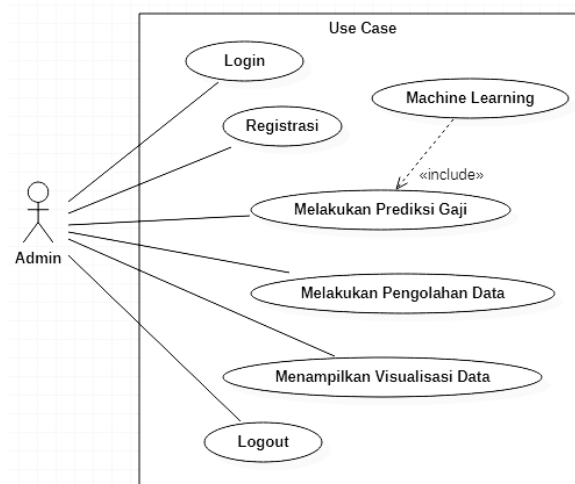 Use Case
Login
Machine Learning
Registrasi
«include»
Melakukan Prediksi Gaji
Admin
Melakukan Pengolahan Data
Menampilkan Visualisasi Data
Logout